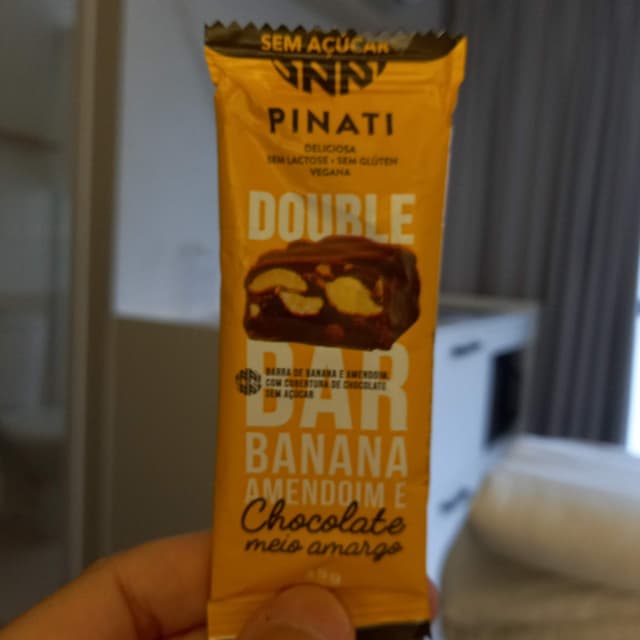 SEM AÇÚCAR
PINATI
DELICIOSA
SEM LACTOSE • SEM GLÚTEN
VEGANA
DOUBLE
BAR
BARRA DE BANANA E AMENDOIM,
COM COBERTURA DE CHOCOLATE
SEM AÇÚCAR
BANANA
AMENDOIM E
Chocolate
meio amargo